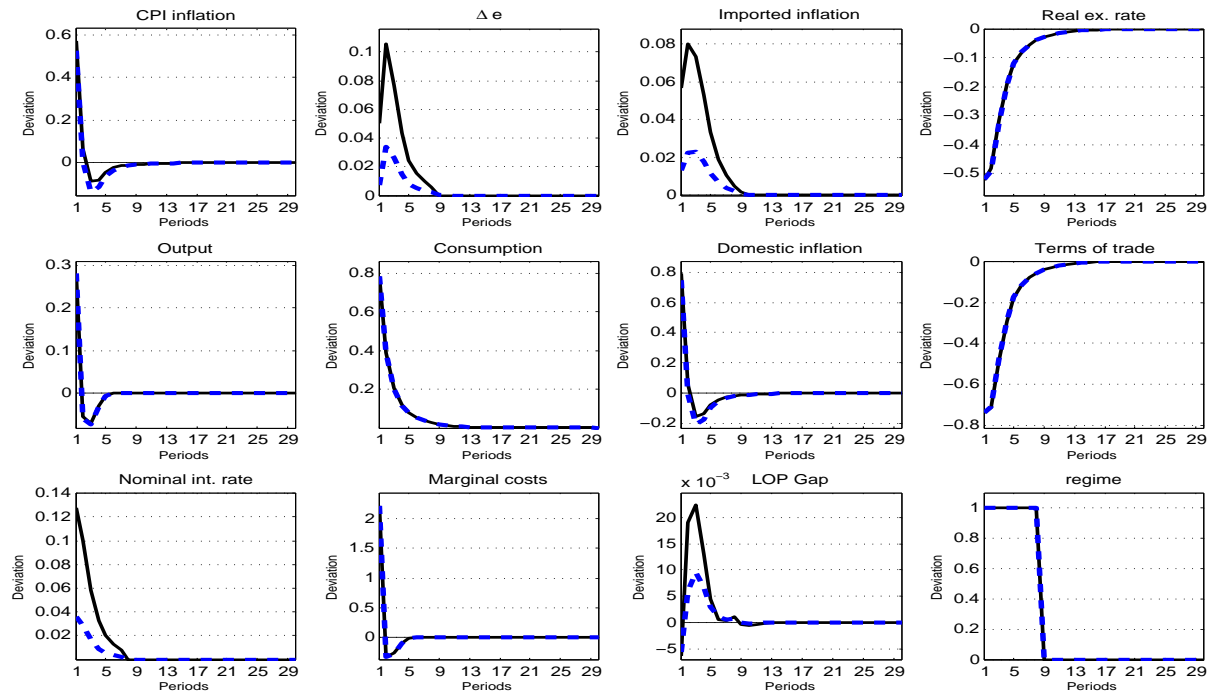 CPI inflation
Deviation
0.6
0.4
0.2
0
1 5 9 13 17 21 25 29
Periods
Δ e
Deviation
0.1
0.08
0.06
0.04
0.02
0
1 5 9 13 17 21 25 29
Periods
Imported inflation
Deviation
0.08
0.06
0.04
0.02
0
1 5 9 13 17 21 25 29
Periods
Real ex. rate
Deviation
0
−0.1
−0.2
−0.3
−0.4
−0.5
1 5 9 13 17 21 25 29
Periods
Output
Deviation
0.3
0.2
0.1
0
1 5 9 13 17 21 25 29
Periods
Consumption
Deviation
0.8
0.6
0.4
0.2
1 5 9 13 17 21 25 29
Periods
Domestic inflation
Deviation
0.8
0.6
0.4
0.2
0
−0.2
1 5 9 13 17 21 25 29
Periods
Terms of trade
Deviation
0
−0.2
−0.4
−0.6
−0.8
1 5 9 13 17 21 25 29
Periods
Nominal int. rate
Deviation
0.14
0.12
0.1
0.08
0.06
0.04
0.02
1 5 9 13 17 21 25 29
Periods
Marginal costs
Deviation
2
1.5
1
0.5
0
1 5 9 13 17 21 25 29
Periods
LOP Gap
x 10⁻³
Deviation
20
15
10
5
0
−5
1 5 9 13 17 21 25 29
Periods
regime
Deviation
1
0.8
0.6
0.4
0.2
0
1 5 9 13 17 21 25 29
Periods